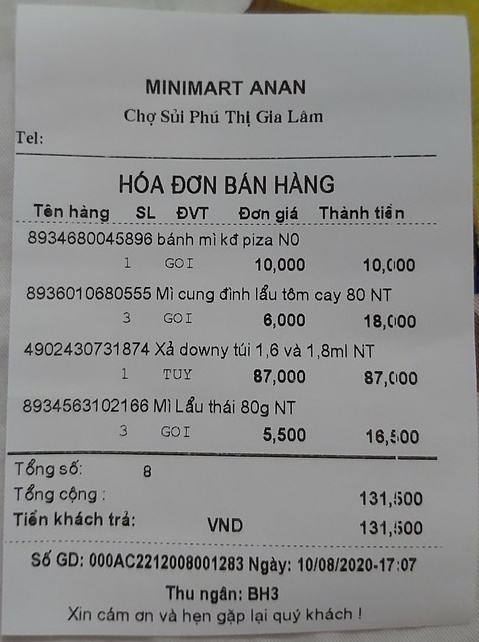 MINIMART ANAN
Chợ Sủi Phú Thị Gia Lâm
Tel:
HÓA ĐƠN BÁN HÀNG
Tên hàng SL ĐVT Đơn giá Thành tiền
8934680045896 bánh mì kđ piza N0
1 GOI 10,000 10,000
8936010680555 Mì cung đình lẩu tôm cay 80 NT
3 GOI 6,000 18,000
4902430731874 Xả downy túi 1,6 và 1,8ml NT
1 TUY 87,000 87,000
8934563102166 Mì Lẩu thái 80g NT
3 GOI 5,500 16,500
Tổng số: 8
Tổng cộng : 131,500
Tiền khách trả: VND 131,500
Số GD: 000AC2212008001283 Ngày: 10/08/2020-17:07
Thu ngân: BH3
Xin cám ơn và hẹn gặp lại quý khách !